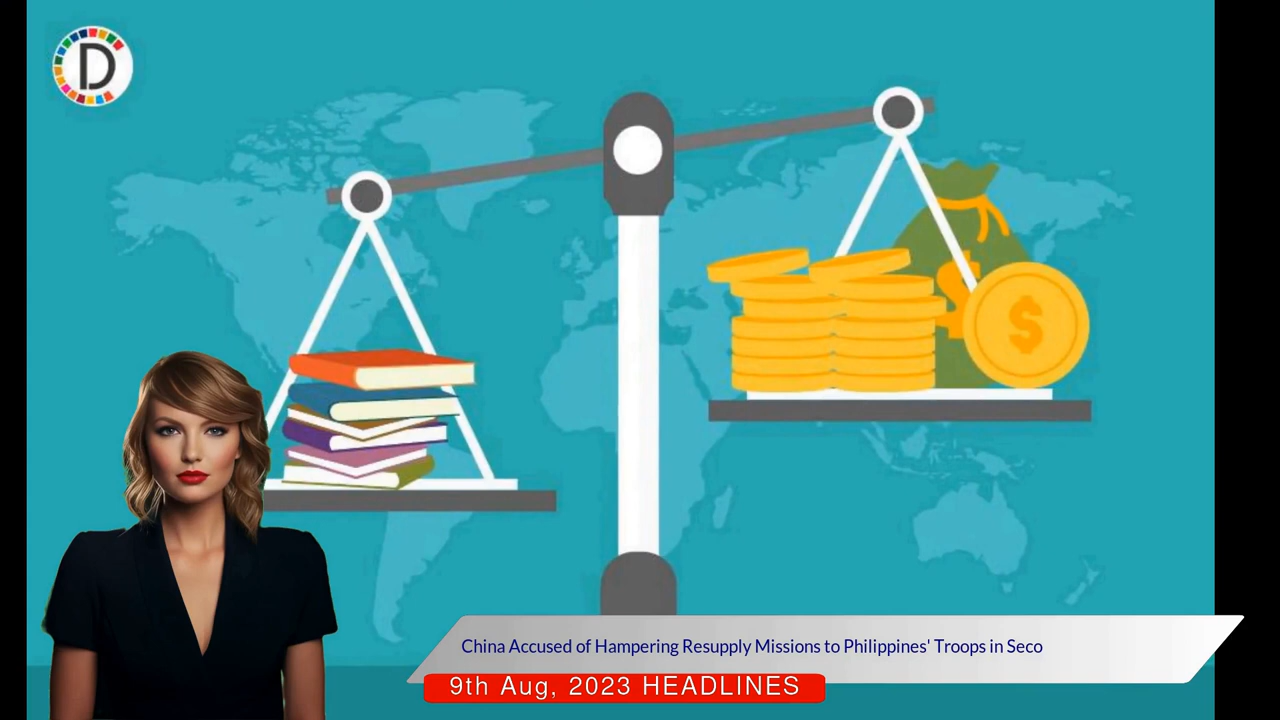 D
$
$
China Accused of Hampering Resupply Missions to Philippines' Troops in Seco
9th Aug, 2023 HEADLINES